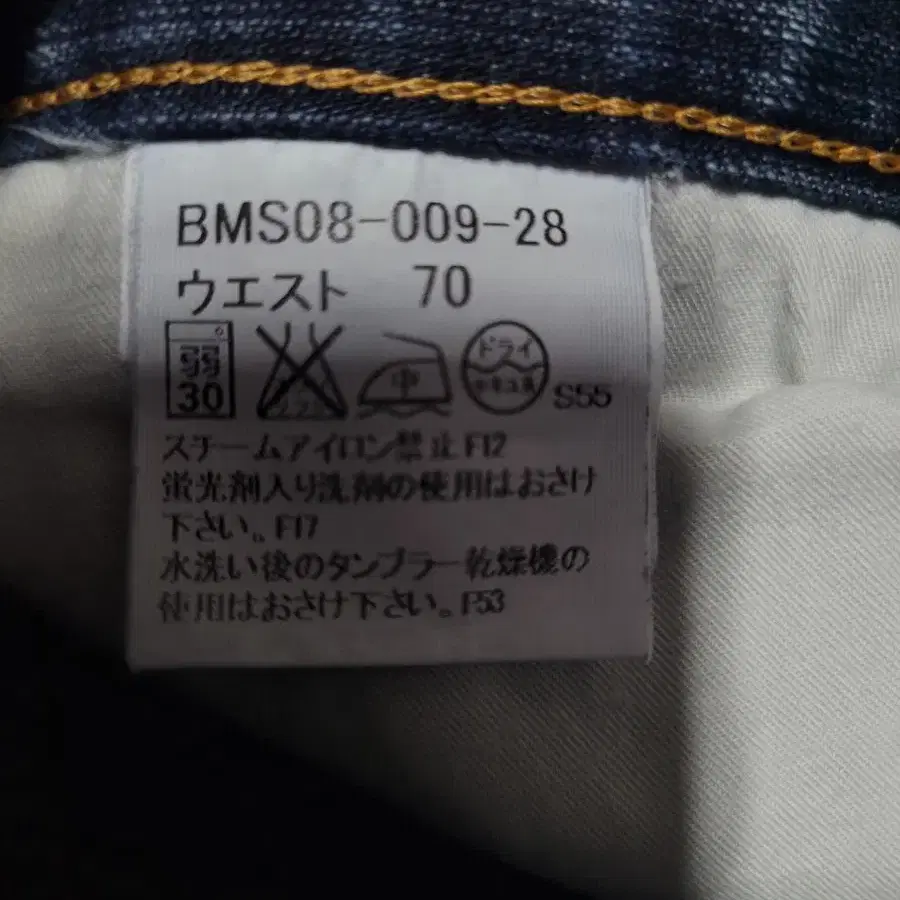 BMS08-009-28
ウエスト 70
弱 30 中 ドライ セキユ系 S55
スチームアイロン禁止 F12
蛍光剤入り洗剤の使用はおさけ
下さい。F17
水洗い後のタンブラー乾燥機の
使用はおさけ下さい。F53